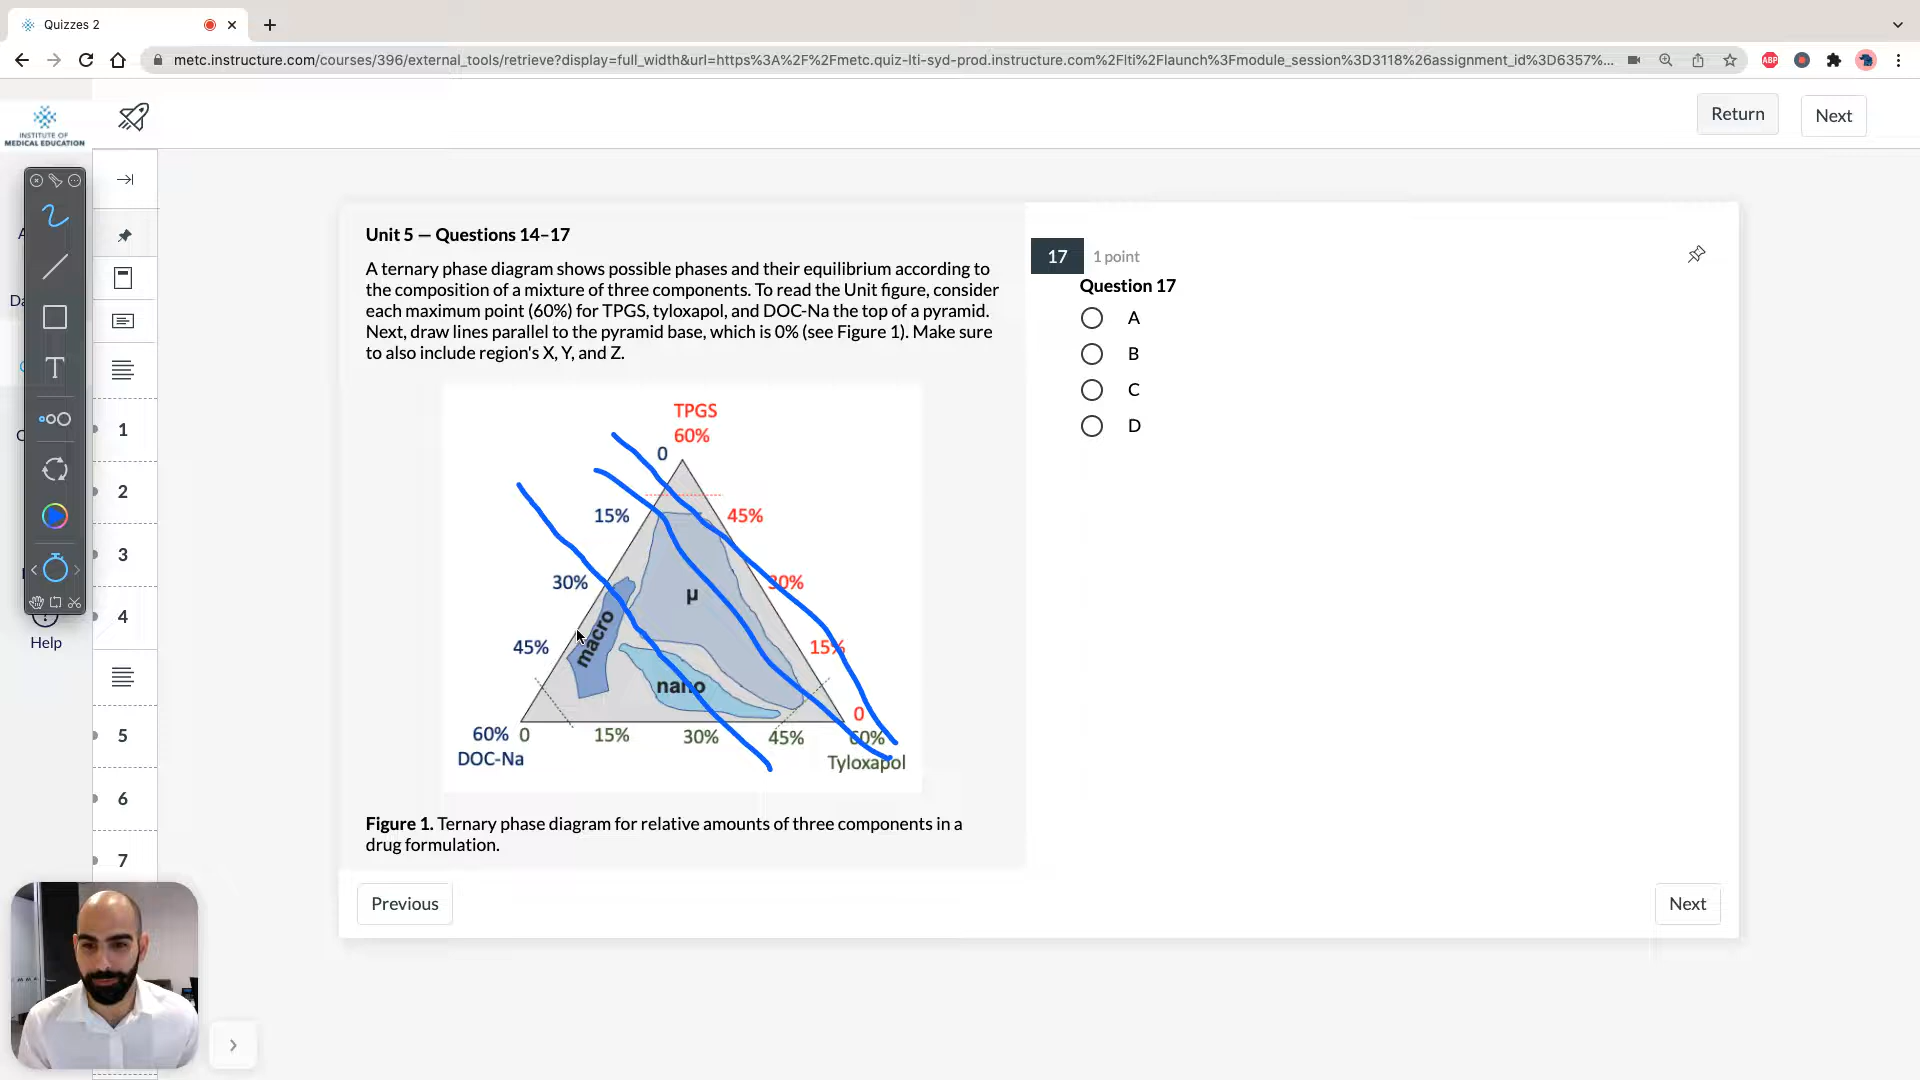 Quizzes 2
metc.instructure.com/courses/396/external_tools/retrieve?display=full_width&url=https%3A%2F%2Fmetc.quiz-lti-syd-prod.instructure.com%2Flti%2Flaunch%3Fmodule_session%3D3118%26assignment_id%3D6357%...
ABP
INSTITUTE OF
MEDICAL EDUCATION
Return
Next
Unit 5 — Questions 14–17
A ternary phase diagram shows possible phases and their equilibrium according to
the composition of a mixture of three components. To read the Unit figure, consider
each maximum point (60%) for TPGS, tyloxapol, and DOC-Na the top of a pyramid.
Next, draw lines parallel to the pyramid base, which is 0% (see Figure 1). Make sure
to also include region's X, Y, and Z.
TPGS
60%
0
15%
45%
30%
30%
μ
macro
45%
15%
nano
0
60% 0 15% 30% 45% 60%
DOC-Na
Tyloxapol
Figure 1. Ternary phase diagram for relative amounts of three components in a
drug formulation.
17
1 point
Question 17
A
B
C
D
Previous
Next
T
Da
Help
1
2
3
4
5
6
7